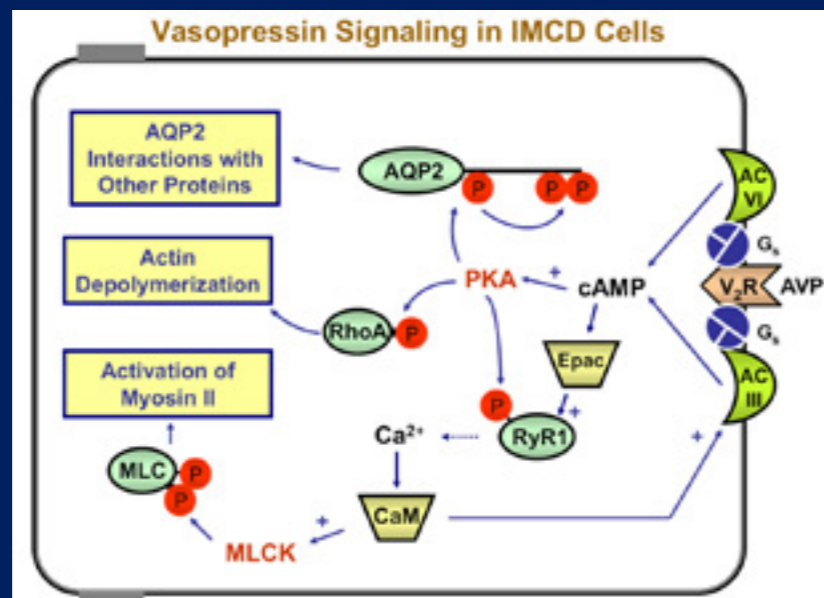 Vasopressin Signaling in IMCD Cells
AQP2
Interactions with
Other Proteins
AQP2
P
P
P
AC
VI
Gₛ
Actin
Depolymerization
PKA
+
cAMP
V₂R
AVP
RhoA
P
Gₛ
Epac
AC
III
Activation of
Myosin II
P
+
RyR1
Ca²⁺
+
MLC
P
P
CaM
+
MLCK